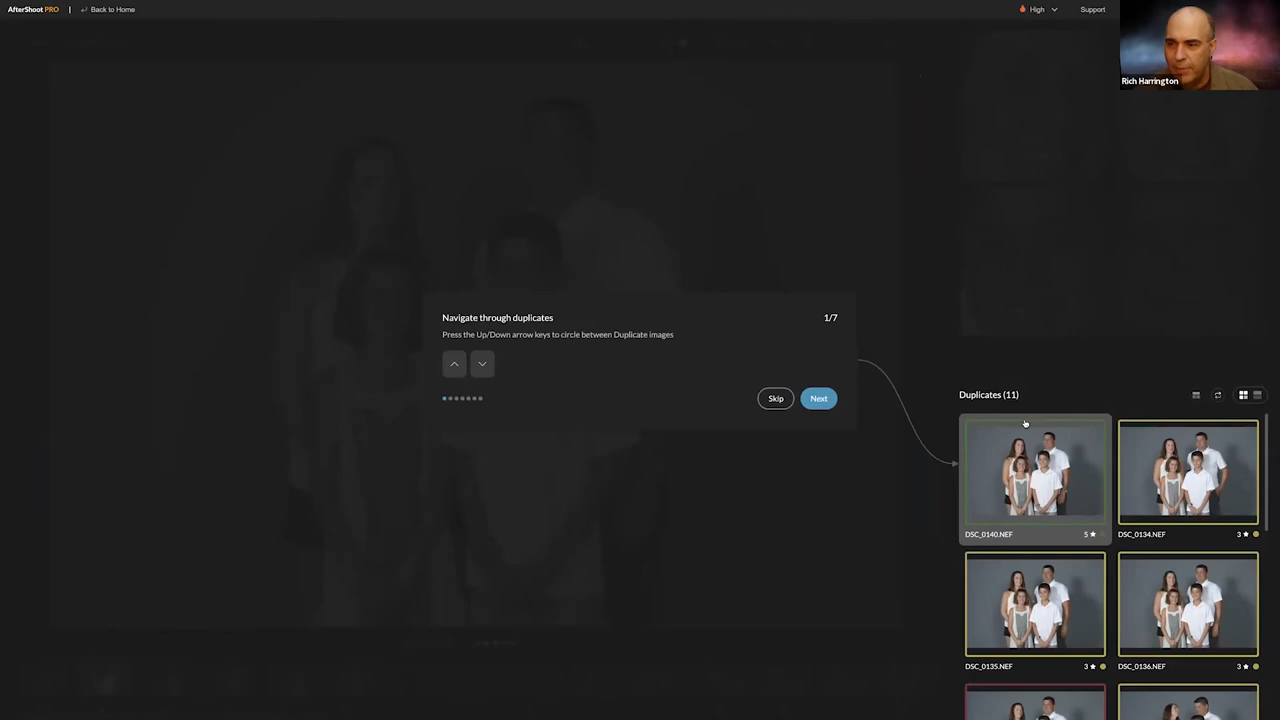 AfterShoot PRO | Back to Home
High
Support
Rich Harrington
Navigate through duplicates
1/7
Press the Up/Down arrow keys to circle between Duplicate images
Skip
Next
Duplicates (11)
DSC_0140.NEF 5
DSC_0134.NEF 3
DSC_0135.NEF 3
DSC_0136.NEF 3